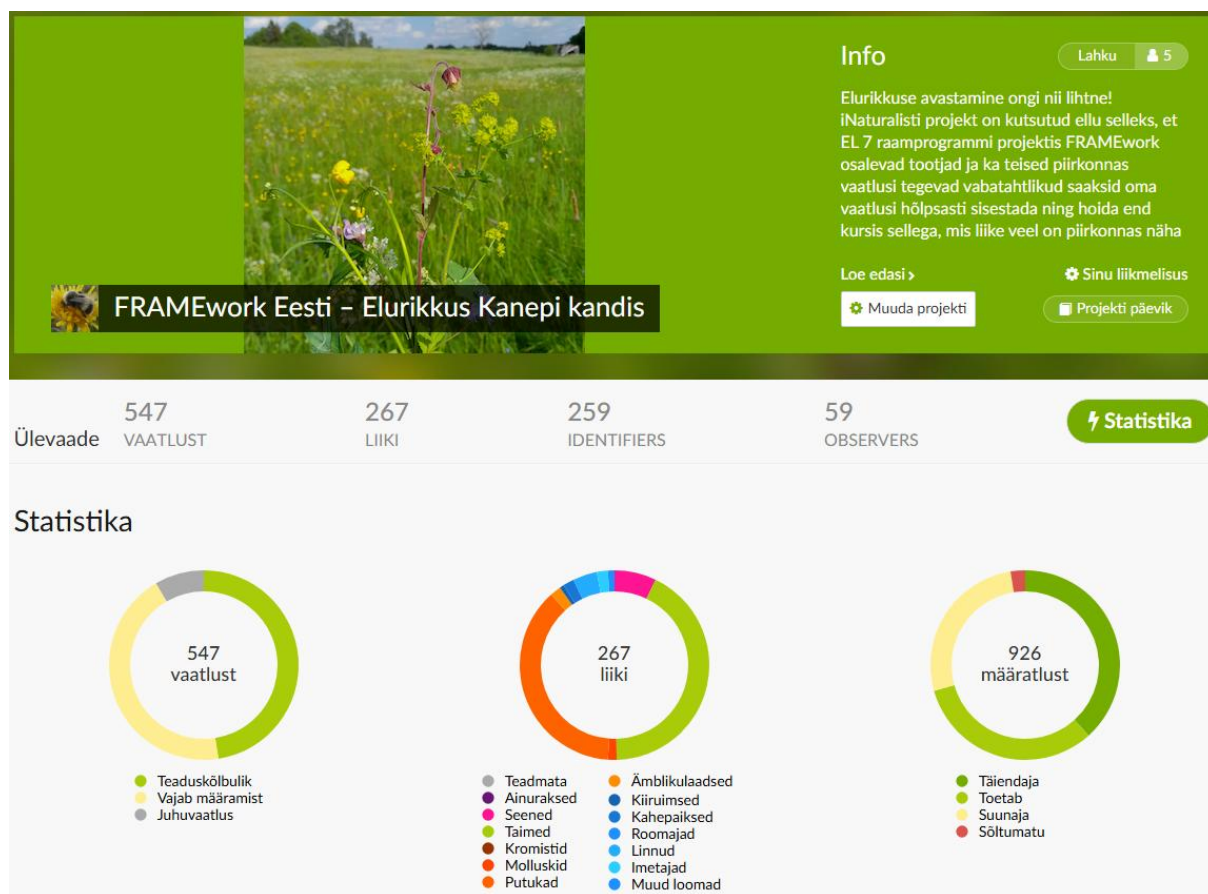 Info
Lahku 5
Elurikkuse avastamine ongi nii lihtne!
iNaturalisti projekt on kutsutud ellu selleks, et
EL 7 raamprogrammi projektis FRAMEwork
osalevad tootjad ja ka teised piirkonnas
vaatlusi tegevad vabatahtlikud saaksid oma
vaatlusi hõlpsasti sisestada ning hoida end
kursis sellega, mis liike veel on piirkonnas näha
Loe edasi ›
Sinu liikmelisus
Muuda projekti
Projekti päevik
FRAMEwork Eesti – Elurikkus Kanepi kandis
Ülevaade
547
VAATLUST
267
LIIKI
259
IDENTIFIERS
59
OBSERVERS
Statistika
Statistika
547
vaatlust
Teaduskõlbulik
Vajab määramist
Juhuvaatlus
267
liiki
Teadmata
Ainuraksed
Seened
Taimed
Kromistid
Molluskid
Putukad
Ämblikulaadsed
Kiiruimsed
Kahepaiksed
Roomajad
Linnud
Imetajad
Muud loomad
926
määratlust
Täiendaja
Toetab
Suunaja
Sõltumatu